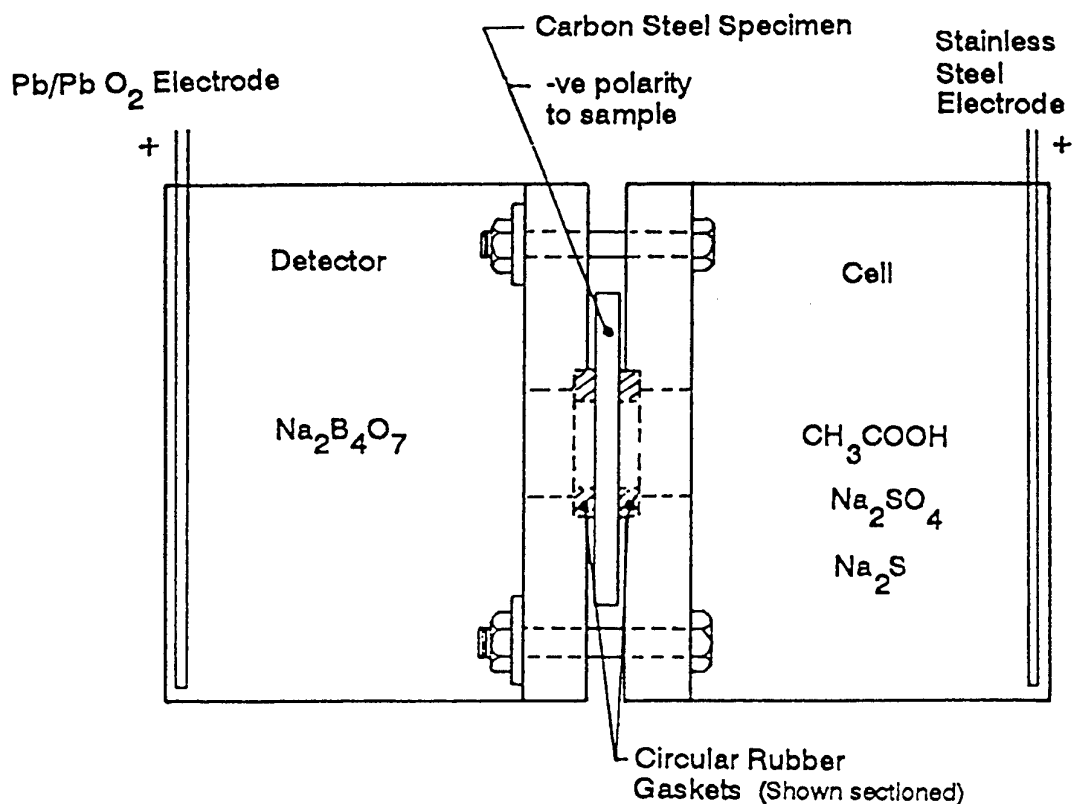 Carbon Steel Specimen
-ve polarity
to sample
Stainless
Steel
Electrode
Pb/Pb O₂ Electrode
+
+
Detector
Cell
Na₂B₄O₇
CH₃COOH
Na₂SO₄
Na₂S
Circular Rubber
Gaskets (Shown sectioned)